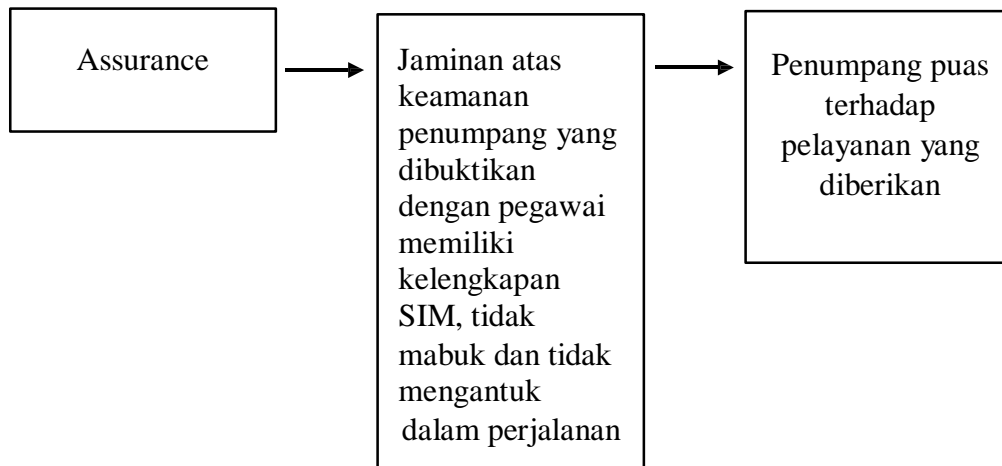 Assurance
Jaminan atas
keamanan
penumpang yang
dibuktikan
dengan pegawai
memiliki
kelengkapan
SIM, tidak
mabuk dan tidak
mengantuk
dalam perjalanan
Penumpang puas
terhadap
pelayanan yang
diberikan